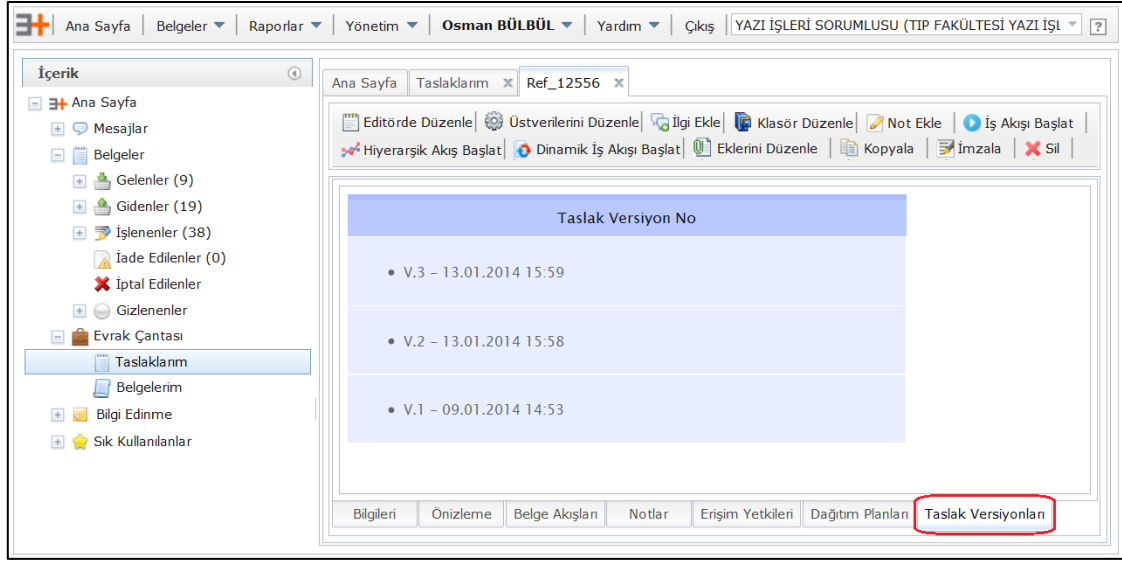 Ana Sayfa Belgeler Raporlar Yönetim Osman BÜLBÜL Yardım Çıkış YAZI İŞLERİ SORUMLUSU (TIP FAKÜLTESİ YAZI İŞL ?
İçerik
Ana Sayfa
Mesajlar
Belgeler
Gelenler (9)
Gidenler (19)
İşlenenler (38)
İade Edilenler (0)
İptal Edilenler
Gizlenenler
Evrak Çantası
Taslaklarım
Belgelerim
Bilgi Edinme
Sık Kullanılanlar
Ana Sayfa Taslaklarım x Ref_12556 x
Editörde Düzenle Üstverilerini Düzenle İlgi Ekle Klasör Düzenle Not Ekle İş Akışı Başlat
Hiyerarşik Akış Başlat Dinamik İş Akışı Başlat Eklerini Düzenle Kopyala İmzala Sil
Taslak Versiyon No
• V.3 – 13.01.2014 15:59
• V.2 – 13.01.2014 15:58
• V.1 – 09.01.2014 14:53
Bilgileri Önizleme Belge Akışları Notlar Erişim Yetkileri Dağıtım Planları Taslak Versiyonları